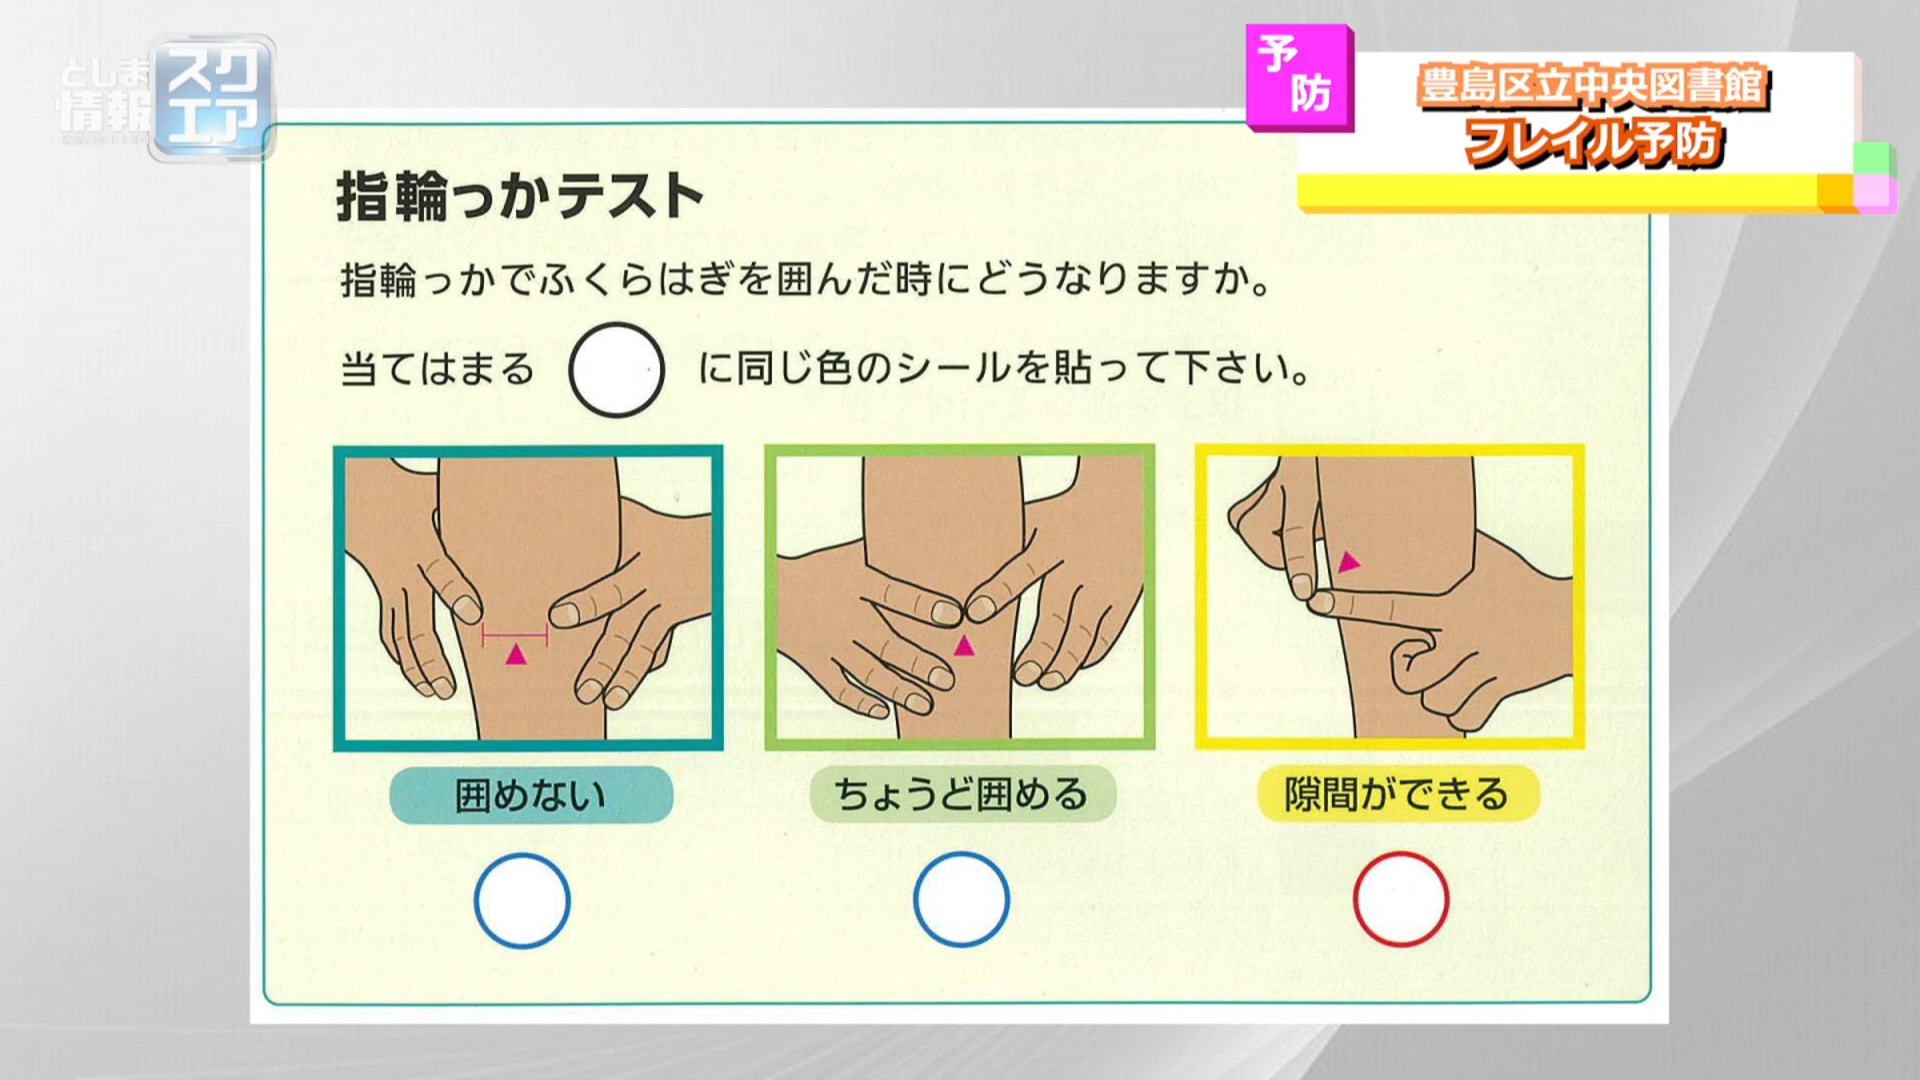 としま
情報
スク
エア
予
防
豊島区立中央図書館
フレイル予防
指輪っかテスト
指輪っかでふくらはぎを囲んだ時にどうなりますか。
当てはまる に同じ色のシールを貼って下さい。
囲めない
ちょうど囲める
隙間ができる